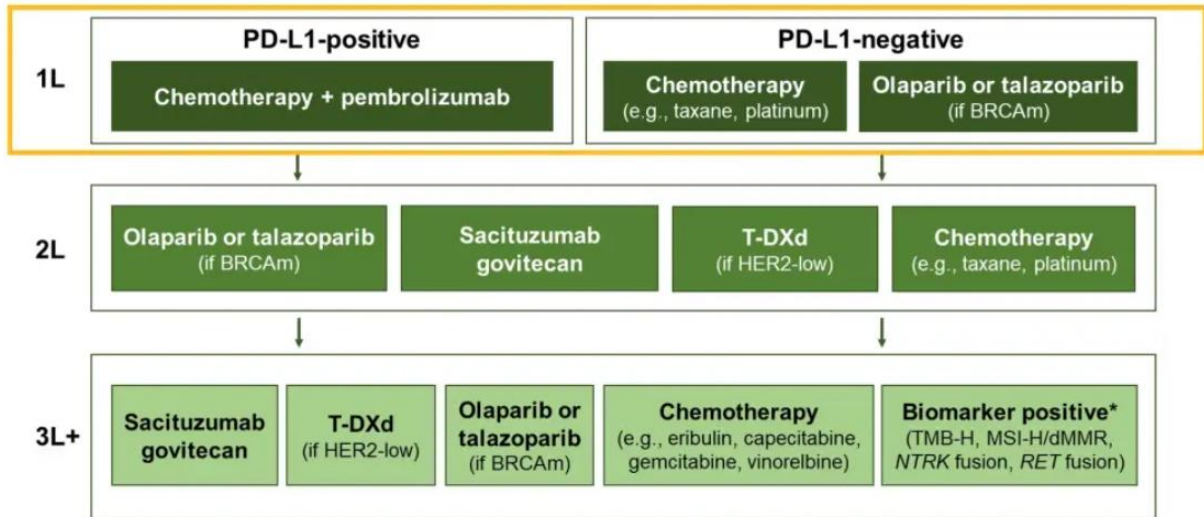 PD-L1-positive
PD-L1-negative
1L
Chemotherapy + pembrolizumab
Chemotherapy
(e.g., taxane, platinum)
Olaparib or talazoparib
(if BRCAm)
2L
Olaparib or talazoparib
(if BRCAm)
Sacituzumab
govitecan
T-DXd
(if HER2-low)
Chemotherapy
(e.g., taxane, platinum)
3L+
Sacituzumab
govitecan
T-DXd
(if HER2-low)
Olaparib or
talazoparib
(if BRCAm)
Chemotherapy
(e.g., eribulin, capecitabine,
gemcitabine, vinorelbine)
Biomarker positive*
(TMB-H, MSI-H/dMMR,
NTRK fusion, RET fusion)